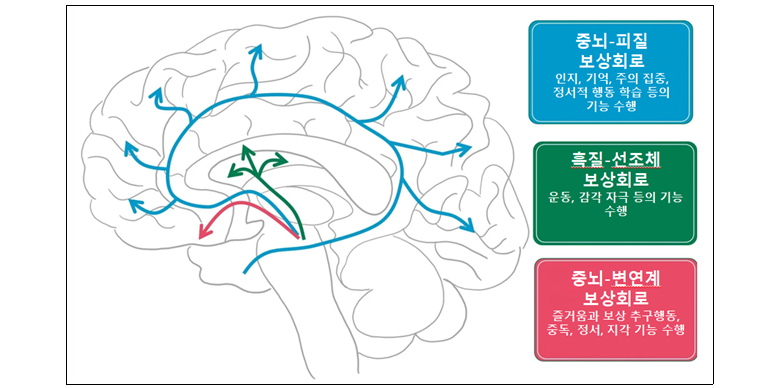 중뇌-피질
보상회로
인지, 기억, 주의 집중,
정서적 행동 학습 등의
기능 수행
흑질-선조체
보상회로
운동, 감각 자극 등의 기능
수행
중뇌-변연계
보상회로
즐거움과 보상 추구행동,
중독, 정서, 지각 기능 수행